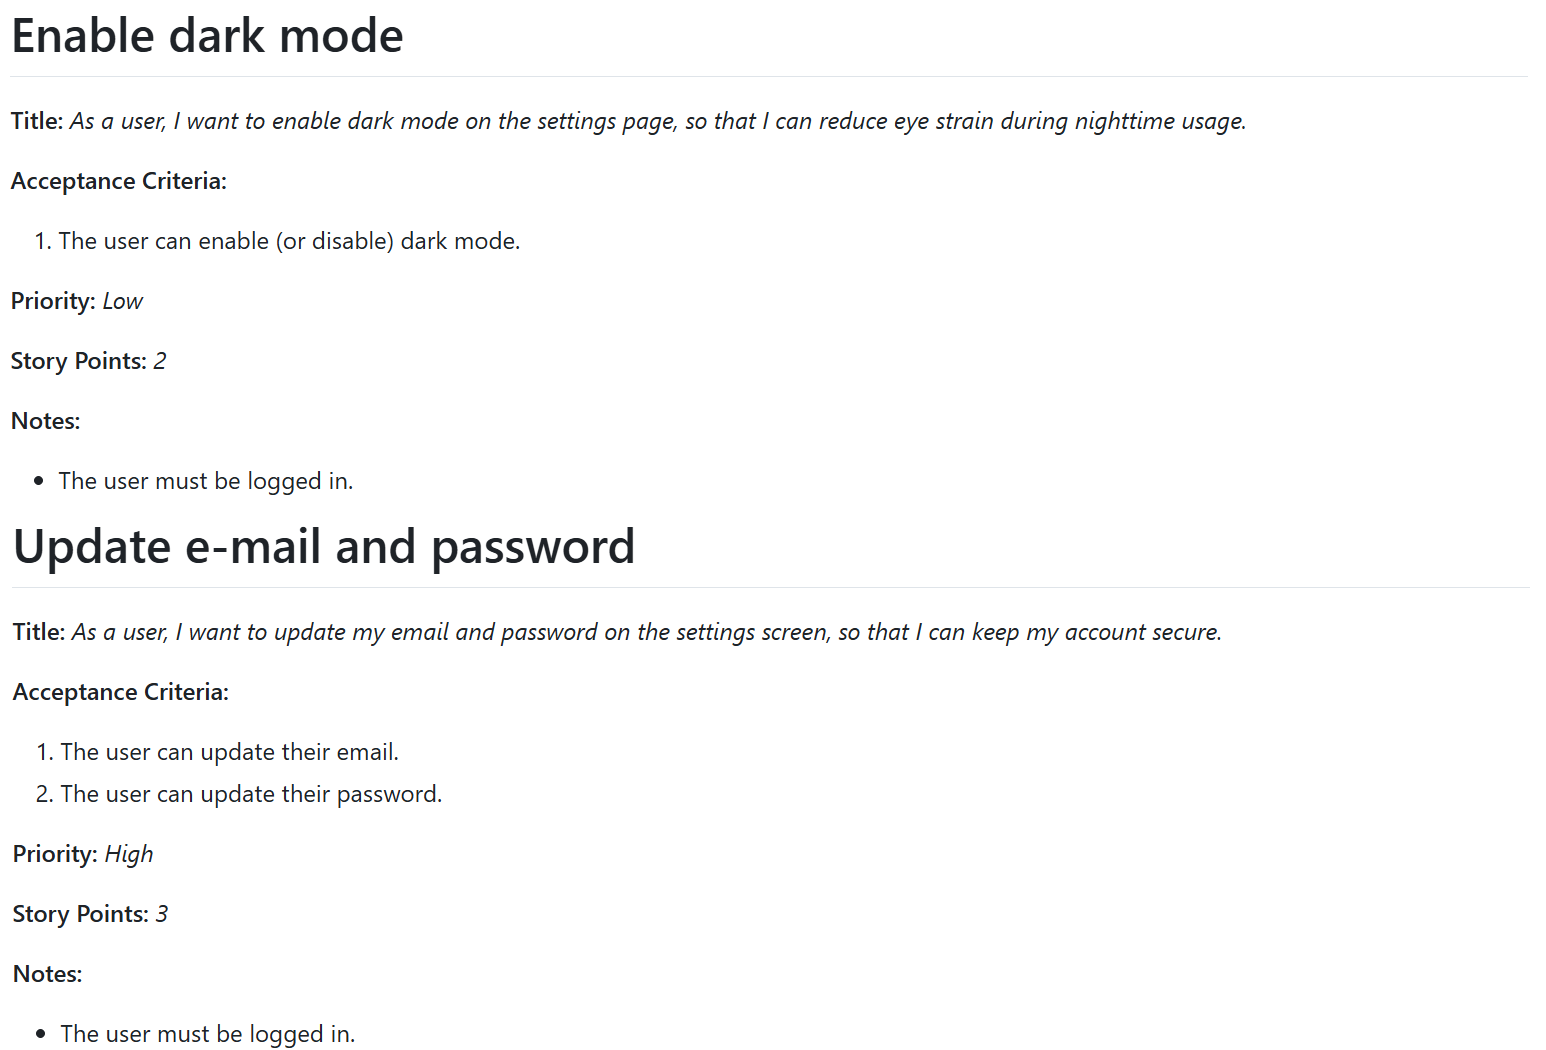 Enable dark mode
Title: As a user, I want to enable dark mode on the settings page, so that I can reduce eye strain during nighttime usage.
Acceptance Criteria:
1. The user can enable (or disable) dark mode.
Priority: Low
Story Points: 2
Notes:
• The user must be logged in.
Update e-mail and password
Title: As a user, I want to update my email and password on the settings screen, so that I can keep my account secure.
Acceptance Criteria:
1. The user can update their email.
2. The user can update their password.
Priority: High
Story Points: 3
Notes:
• The user must be logged in.